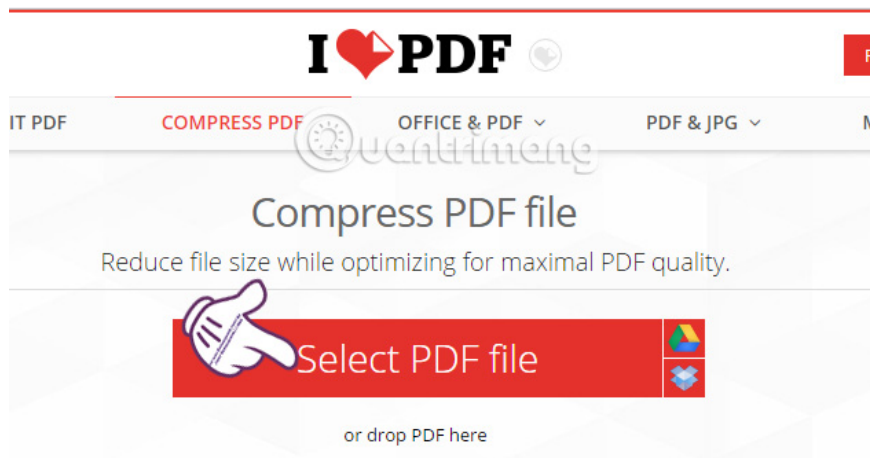 I PDF
IT PDF COMPRESS PDF OFFICE & PDF PDF & JPG
Quantrimang
Compress PDF file
Reduce file size while optimizing for maximal PDF quality.
Select PDF file
or drop PDF here